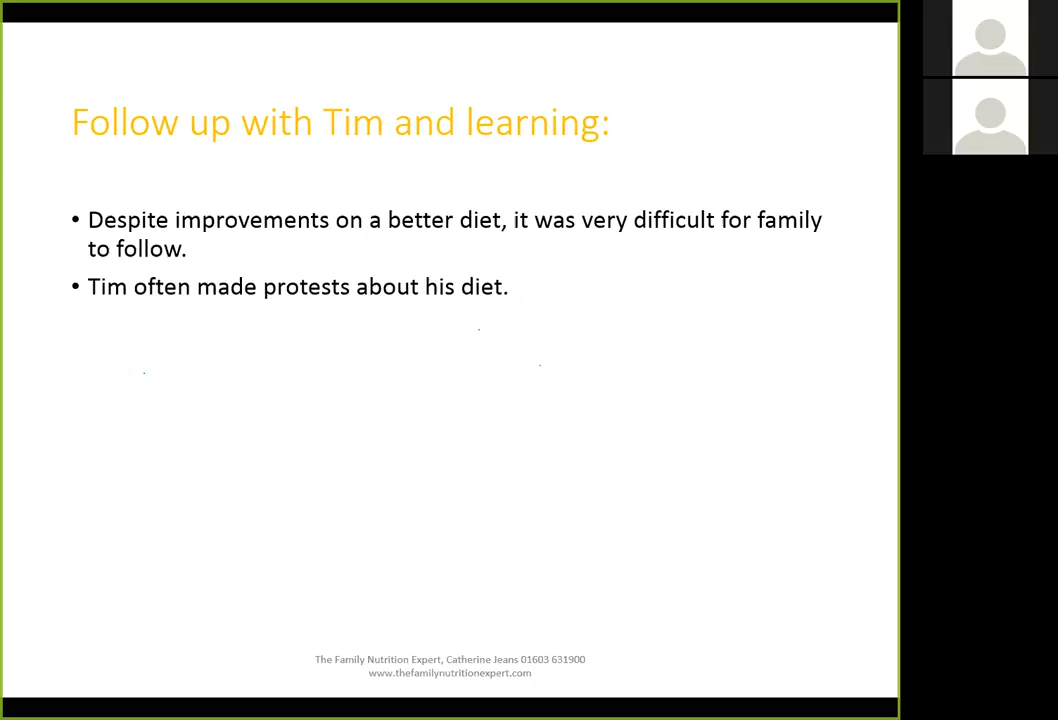 Follow up with Tim and learning:
• Despite improvements on a better diet, it was very difficult for family
to follow.
• Tim often made protests about his diet.
The Family Nutrition Expert, Catherine Jeans 01603 631900
www.thefamilynutritionexpert.com